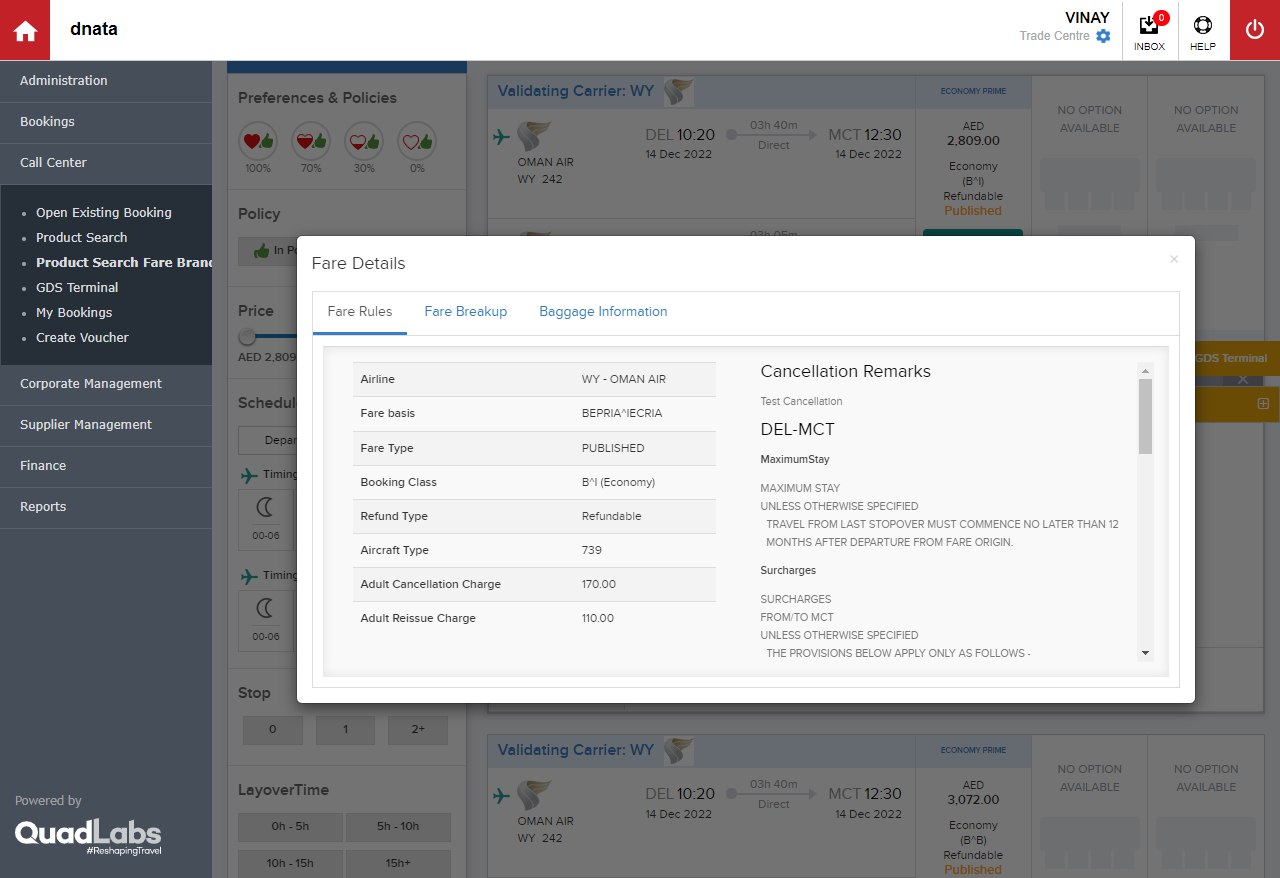 dnata
VINAY
Trade Centre
0
INBOX
HELP
Administration
Bookings
Call Center
Open Existing Booking
Product Search
Product Search Fare Brand
GDS Terminal
My Bookings
Create Voucher
Corporate Management
Supplier Management
Finance
Reports
Powered by
QuadLabs
#ReshapingTravel
Preferences & Policies
100% 70% 30% 0%
Policy
In Po
Price
AED 2,809
Schedul
Depar
Timing
00-06
Timing
00-06
Stop
0 1 2+
LayoverTime
0h - 5h 5h - 10h
10h - 15h 15h+
Validating Carrier: WY
ECONOMY PRIME
OMAN AIR
WY 242
DEL 10:20
14 Dec 2022
03h 40m
Direct
MCT 12:30
14 Dec 2022
AED
2,809.00
Economy
(B^I)
Refundable
Published
NO OPTION
AVAILABLE
NO OPTION
AVAILABLE
03h 05m
GDS Terminal
Fare Details
×
Fare Rules Fare Breakup Baggage Information
Airline WY - OMAN AIR
Fare basis BEPRIA^IECRIA
Fare Type PUBLISHED
Booking Class B^I (Economy)
Refund Type Refundable
Aircraft Type 739
Adult Cancellation Charge 170.00
Adult Reissue Charge 110.00
Cancellation Remarks
Test Cancellation
DEL-MCT
MaximumStay
MAXIMUM STAY
UNLESS OTHERWISE SPECIFIED
TRAVEL FROM LAST STOPOVER MUST COMMENCE NO LATER THAN 12
MONTHS AFTER DEPARTURE FROM FARE ORIGIN.
Surcharges
SURCHARGES
FROM/TO MCT
UNLESS OTHERWISE SPECIFIED
THE PROVISIONS BELOW APPLY ONLY AS FOLLOWS -
Validating Carrier: WY
ECONOMY PRIME
OMAN AIR
WY 242
DEL 10:20
14 Dec 2022
03h 40m
Direct
MCT 12:30
14 Dec 2022
AED
3,072.00
Economy
(B^B)
Refundable
Published
NO OPTION
AVAILABLE
NO OPTION
AVAILABLE